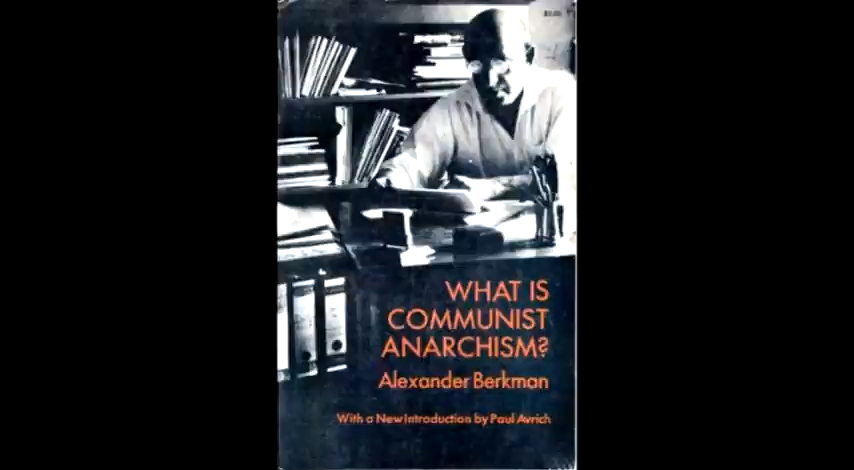 WHAT IS
COMMUNIST
ANARCHISM?
Alexander Berkman
With a New Introduction by Paul Avrich